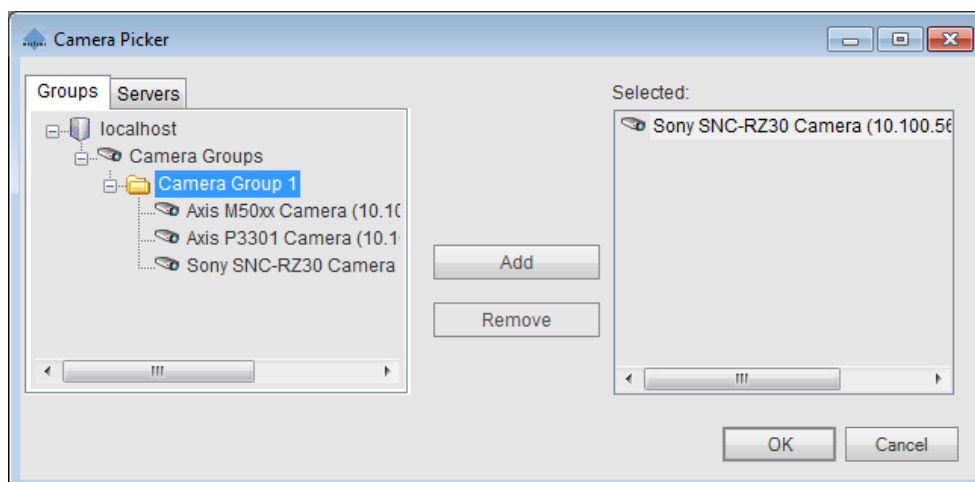 Camera Picker
Groups Servers
Selected:
localhost
Camera Groups
Camera Group 1
Axis M50xx Camera (10.10
Axis P3301 Camera (10.1
Sony SNC-RZ30 Camera
Sony SNC-RZ30 Camera (10.100.56
Add
Remove
OK Cancel